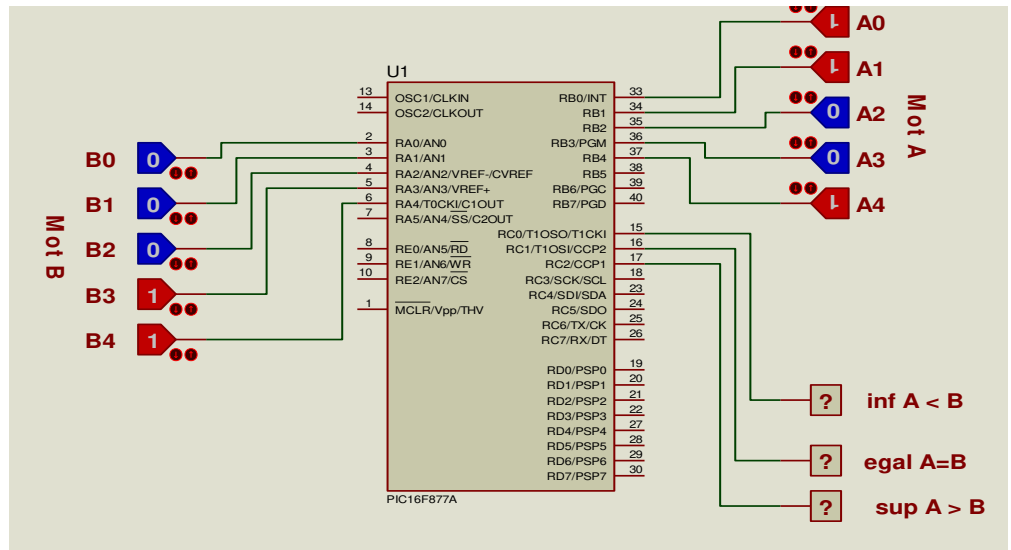 A0
A1
A2
A3
A4
Mot A
1
1
0
0
1
U1
13 OSC1/CLKIN
14 OSC2/CLKOUT
2 RA0/AN0
3 RA1/AN1
4 RA2/AN2/VREF-/CVREF
5 RA3/AN3/VREF+
6 RA4/T0CKI/C1OUT
7 RA5/AN4/SS/C2OUT
8 RE0/AN5/RD
9 RE1/AN6/WR
10 RE2/AN7/CS
1 MCLR/Vpp/THV
RB0/INT 33
RB1 34
RB2 35
RB3/PGM 36
RB4 37
RB5 38
RB6/PGC 39
RB7/PGD 40
RC0/T1OSO/T1CKI 15
RC1/T1OSI/CCP2 16
RC2/CCP1 17
RC3/SCK/SCL 18
RC4/SDI/SDA 23
RC5/SDO 24
RC6/TX/CK 25
RC7/RX/DT 26
RD0/PSP0 19
RD1/PSP1 20
RD2/PSP2 21
RD3/PSP3 22
RD4/PSP4 27
RD5/PSP5 28
RD6/PSP6 29
RD7/PSP7 30
PIC16F877A
Mot B
B0 0
B1 0
B2 0
B3 1
B4 1
? inf A < B
? egal A=B
? sup A > B